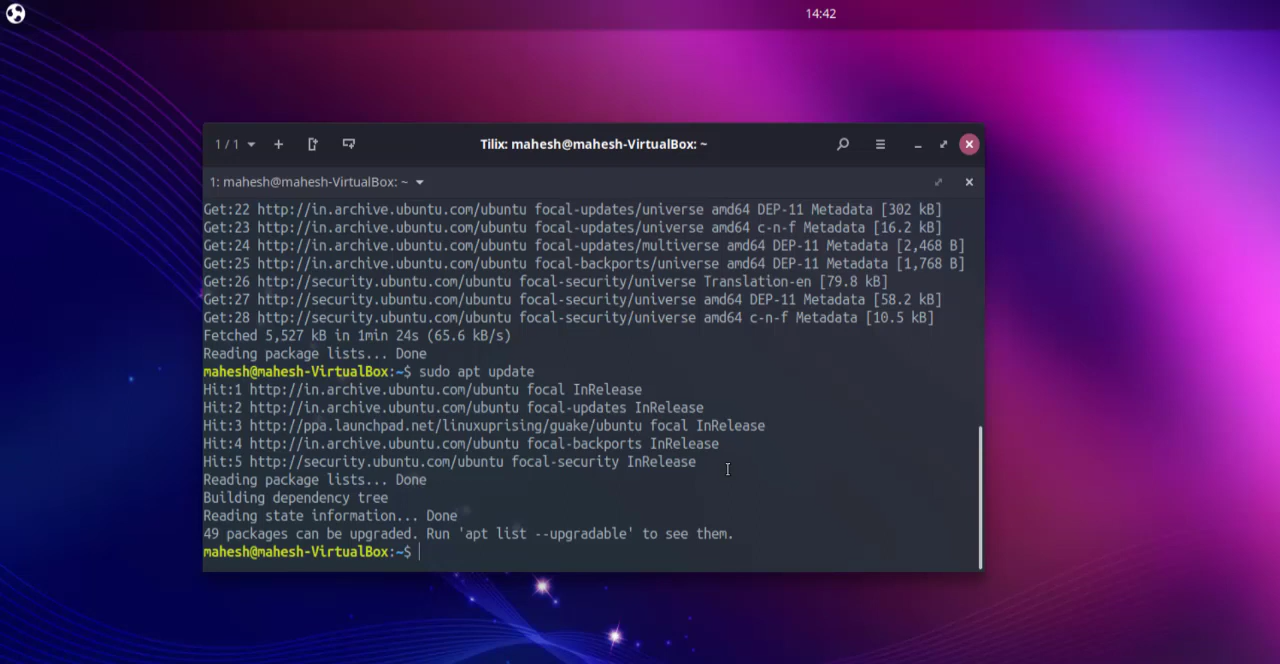 14:42
1 / 1
Tilix: mahesh@mahesh-VirtualBox: ~
1: mahesh@mahesh-VirtualBox: ~
Get:22 http://in.archive.ubuntu.com/ubuntu focal-updates/universe amd64 DEP-11 Metadata [302 kB]
Get:23 http://in.archive.ubuntu.com/ubuntu focal-updates/universe amd64 c-n-f Metadata [16.2 kB]
Get:24 http://in.archive.ubuntu.com/ubuntu focal-updates/multiverse amd64 DEP-11 Metadata [2,468 B]
Get:25 http://in.archive.ubuntu.com/ubuntu focal-backports/universe amd64 DEP-11 Metadata [1,768 B]
Get:26 http://security.ubuntu.com/ubuntu focal-security/universe Translation-en [79.8 kB]
Get:27 http://security.ubuntu.com/ubuntu focal-security/universe amd64 DEP-11 Metadata [58.2 kB]
Get:28 http://security.ubuntu.com/ubuntu focal-security/universe amd64 c-n-f Metadata [10.5 kB]
Fetched 5,527 kB in 1min 24s (65.6 kB/s)
Reading package lists... Done
mahesh@mahesh-VirtualBox:~$ sudo apt update
Hit:1 http://in.archive.ubuntu.com/ubuntu focal InRelease
Hit:2 http://in.archive.ubuntu.com/ubuntu focal-updates InRelease
Hit:3 http://ppa.launchpad.net/linuxuprising/guake/ubuntu focal InRelease
Hit:4 http://in.archive.ubuntu.com/ubuntu focal-backports InRelease
Hit:5 http://security.ubuntu.com/ubuntu focal-security InRelease
Reading package lists... Done
Building dependency tree
Reading state information... Done
49 packages can be upgraded. Run 'apt list --upgradable' to see them.
mahesh@mahesh-VirtualBox:~$